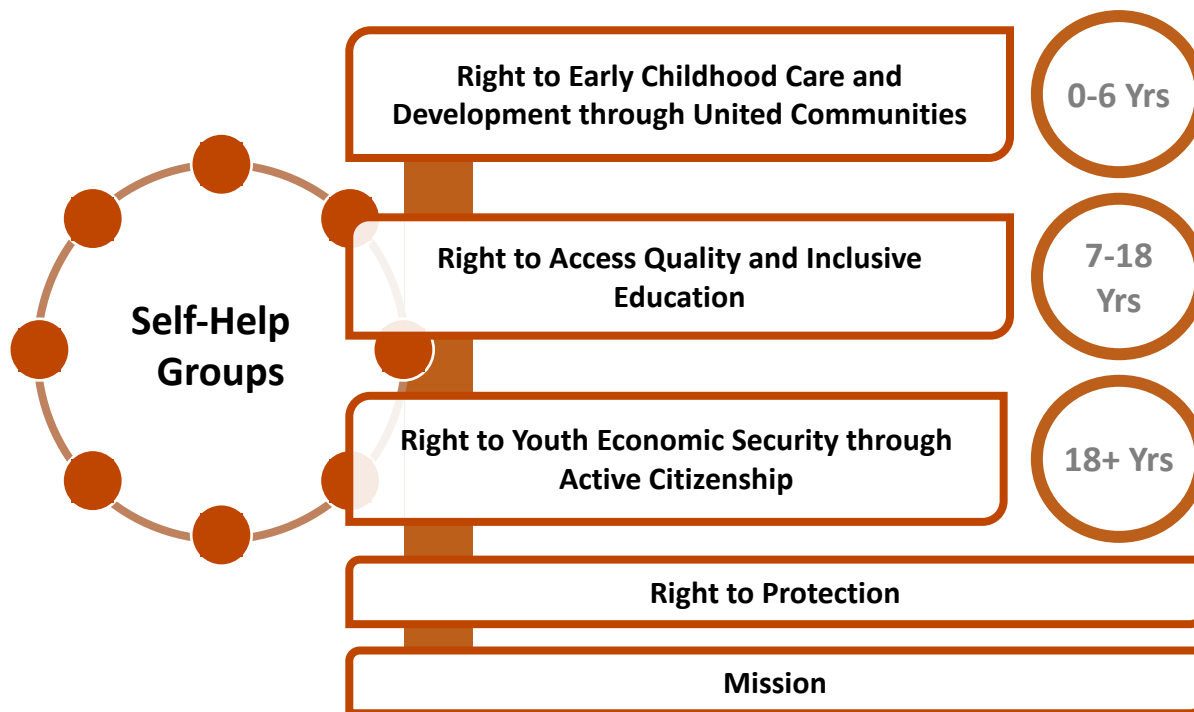 Right to Early Childhood Care and
Development through United Communities
0-6 Yrs
Self-Help
Groups
Right to Access Quality and Inclusive
Education
7-18
Yrs
Right to Youth Economic Security through
Active Citizenship
18+ Yrs
Right to Protection
Mission